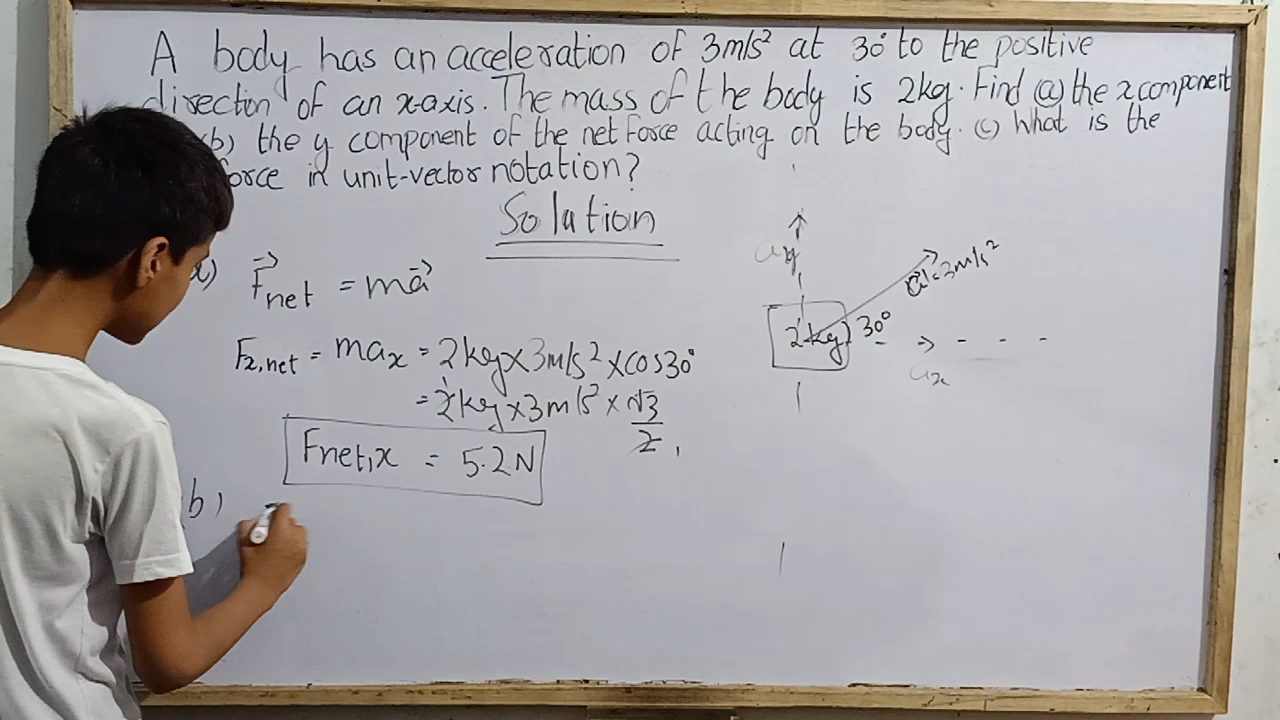 A body has an acceleration of 3m/s² at 30° to the positive
direction of an x-axis. The mass of the body is 2kg. Find (a) the x component
(b) the y component of the net force acting on the body. (c) What is the
force in unit-vector notation?
Solution
a) F⃗net = ma⃗
Fx,net = max = 2kg×3m/s²×cos30°
= 2kg×3m/s²×√3/2
Fnet,x = 5.2N
b)
ay
a=3m/s²
2kg 30°
ax